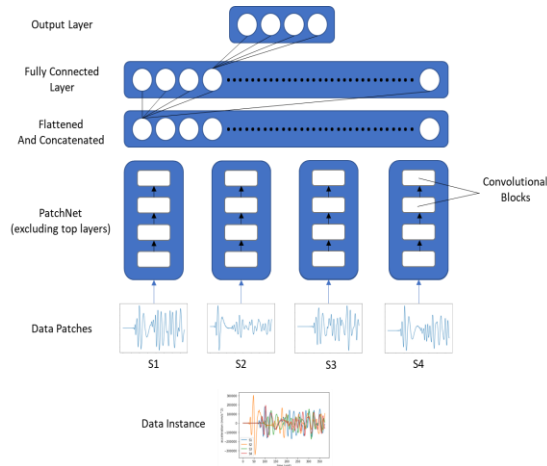 Output Layer
Fully Connected
Layer
Flattened
And Concatenated
PatchNet
(excluding top layers)
Convolutional
Blocks
Data Patches
S1 S2 S3 S4
Data Instance